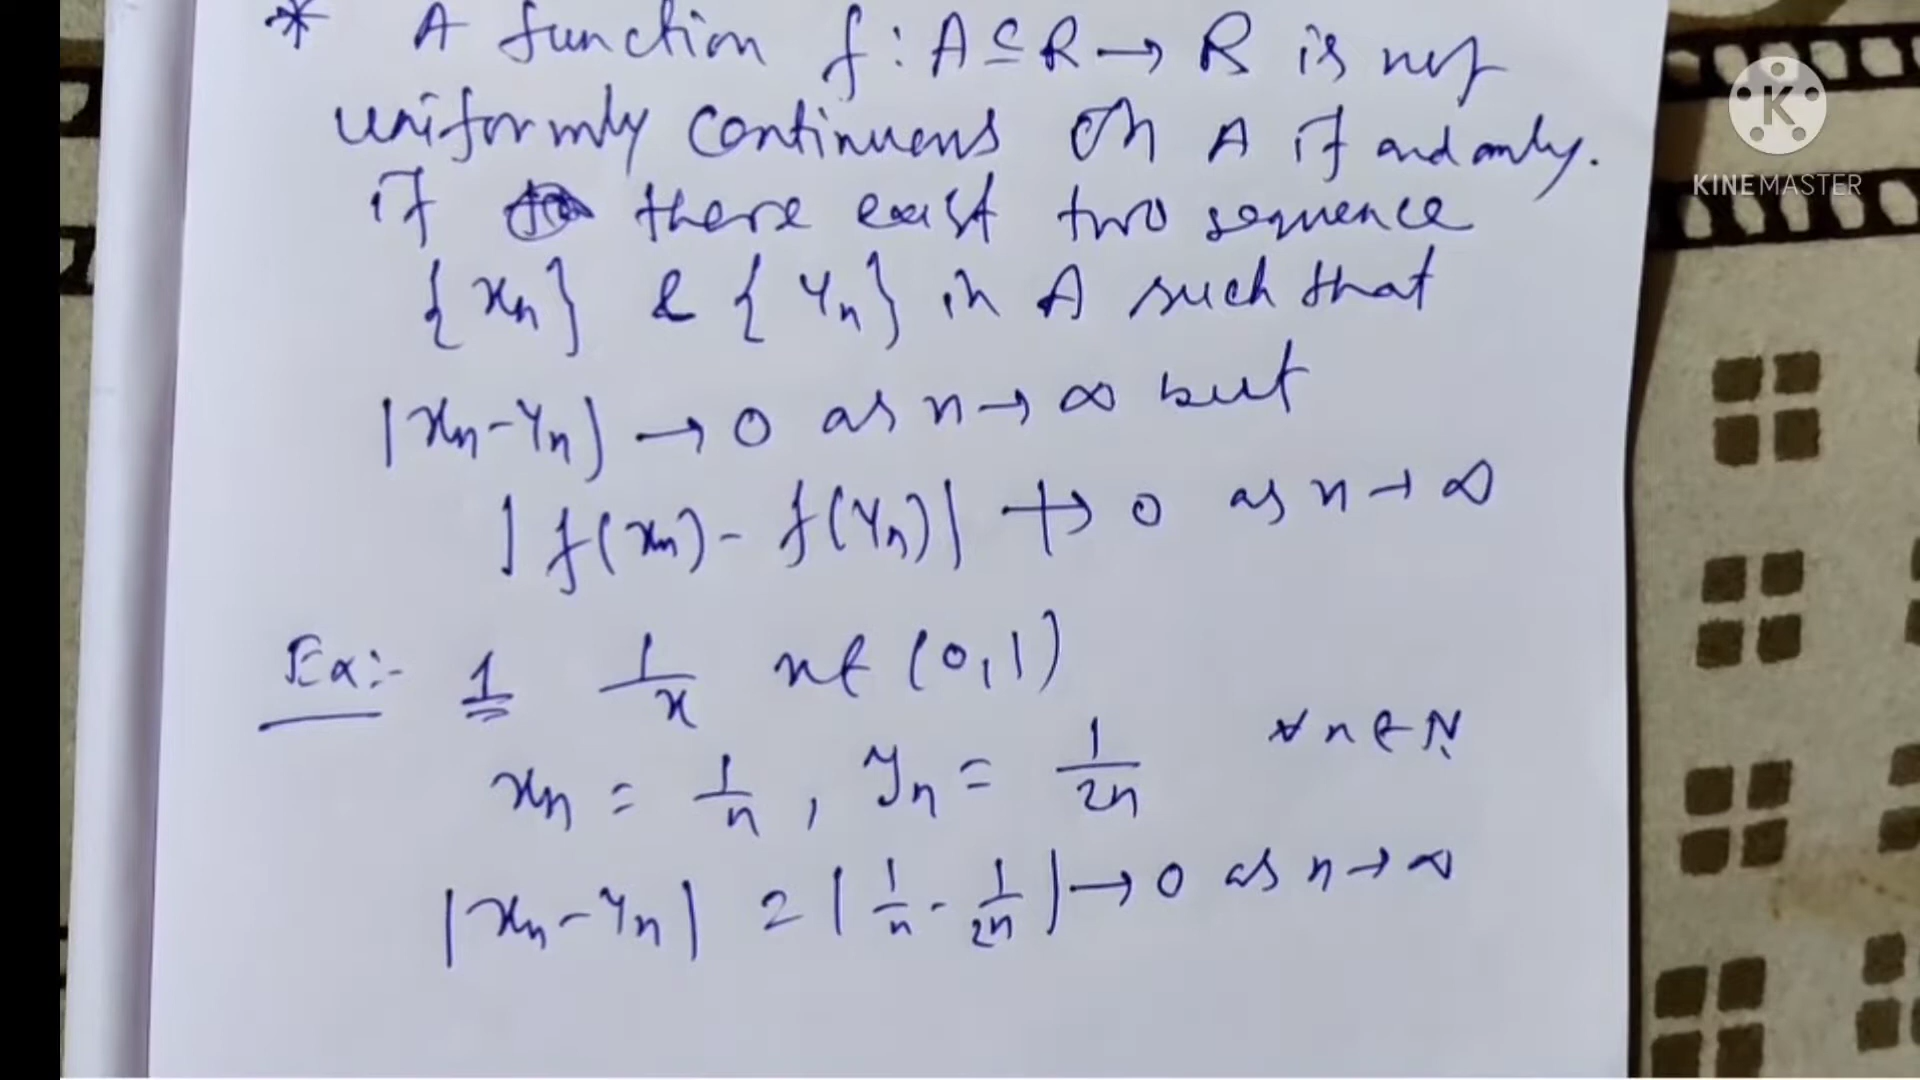 * A function f : A ⊆ R → R is not
uniformly continuous on A if and only.
if there exist two sequence
{xn} & {yn} in A such that
|xn - yn| → 0 as n → ∞ but
|f(xn) - f(yn)| ↛ 0 as n → ∞
Ex:- 1 1/x x ∈ (0,1)
xn = 1/n , yn = 1/2n ∀ n ∈ N
|xn - yn| = |1/n - 1/2n| → 0 as n → ∞
K
KINEMASTER